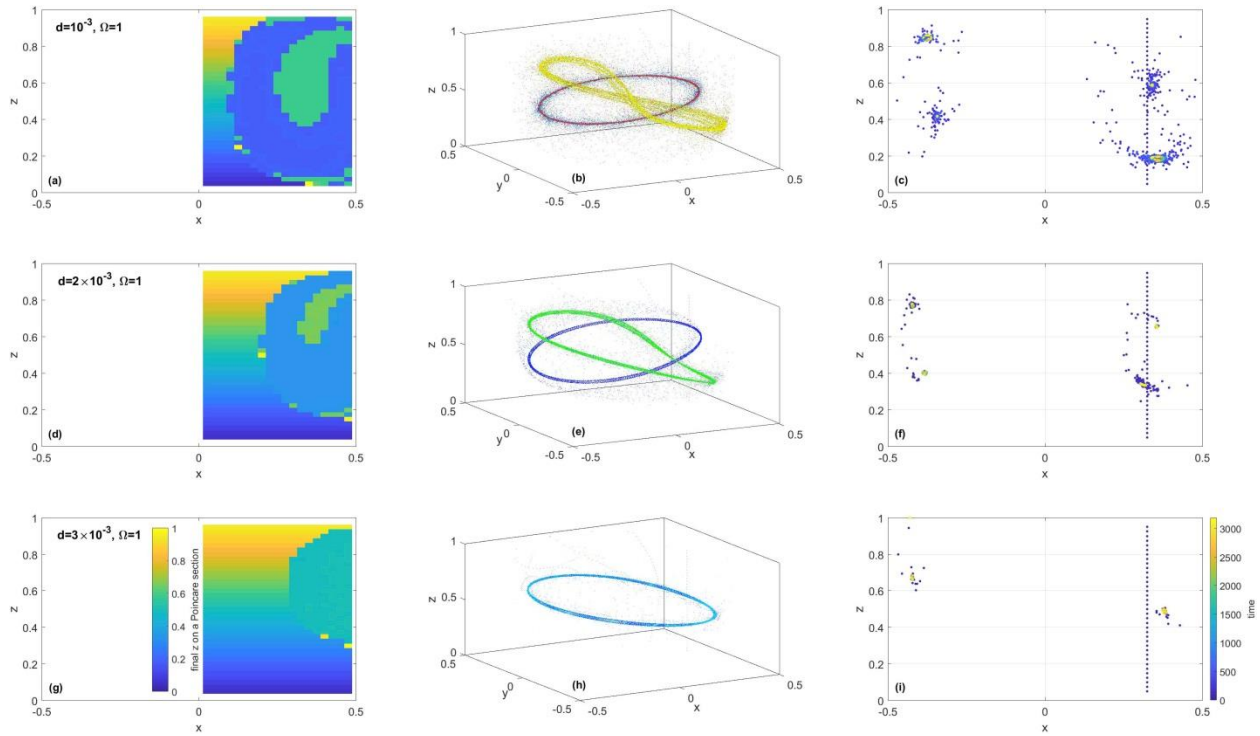 d=10⁻³, Ω=1
1
0.8
0.6
0.4
0.2
0
z
(a)
-0.5 0 0.5
x
1
0.5
0
z
0.5
y 0
-0.5 -0.5
0
x
0.5
(b)
1
0.8
0.6
0.4
0.2
0
z
(c)
-0.5 0 0.5
x
d=2×10⁻³, Ω=1
1
0.8
0.6
0.4
0.2
0
z
(d)
-0.5 0 0.5
x
1
0.5
0
z
0.5
y 0
-0.5 -0.5
0
x
0.5
(e)
1
0.8
0.6
0.4
0.2
0
z
(f)
-0.5 0 0.5
x
d=3×10⁻³, Ω=1
1
0.8
0.6
0.4
0.2
0
z
(g)
-0.5 0 0.5
x
1
0.8
0.6
0.4
0.2
0
final z on a Poincare section
1
0.5
0
z
0.5
y 0
-0.5 -0.5
0
x
0.5
(h)
1
0.8
0.6
0.4
0.2
0
z
(i)
-0.5 0 0.5
x
3000
2500
2000
1500
1000
500
0
time